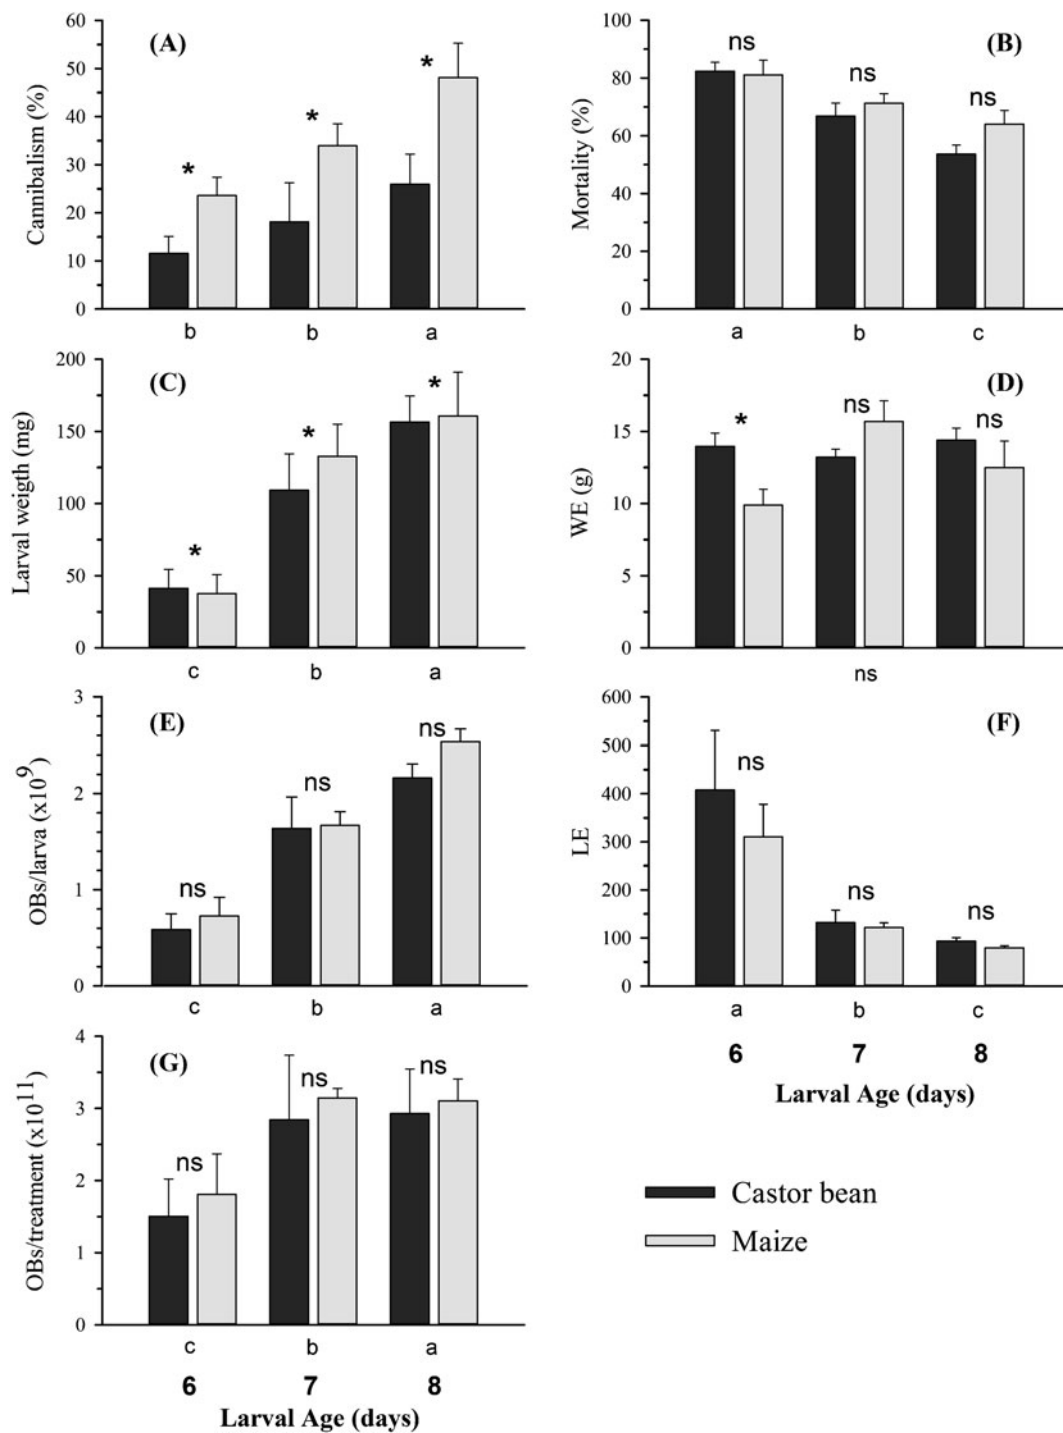 (A)
Cannibalism (%)
60
50
40
30
20
10
0
* * *
b b a
(B)
Mortality (%)
100
80
60
40
20
0
ns ns ns
a b c
(C)
Larval weigth (mg)
200
150
100
50
0
* * *
c b a
(D)
WE (g)
20
15
10
5
0
* ns ns
ns
(E)
OBs/larva (x10⁹)
3
2
1
0
ns ns ns
c b a
(F)
LE
600
500
400
300
200
100
0
ns ns ns
a b c
6 7 8
Larval Age (days)
(G)
OBs/treatment (x10¹¹)
4
3
2
1
0
ns ns ns
c b a
6 7 8
Larval Age (days)
Castor bean
Maize